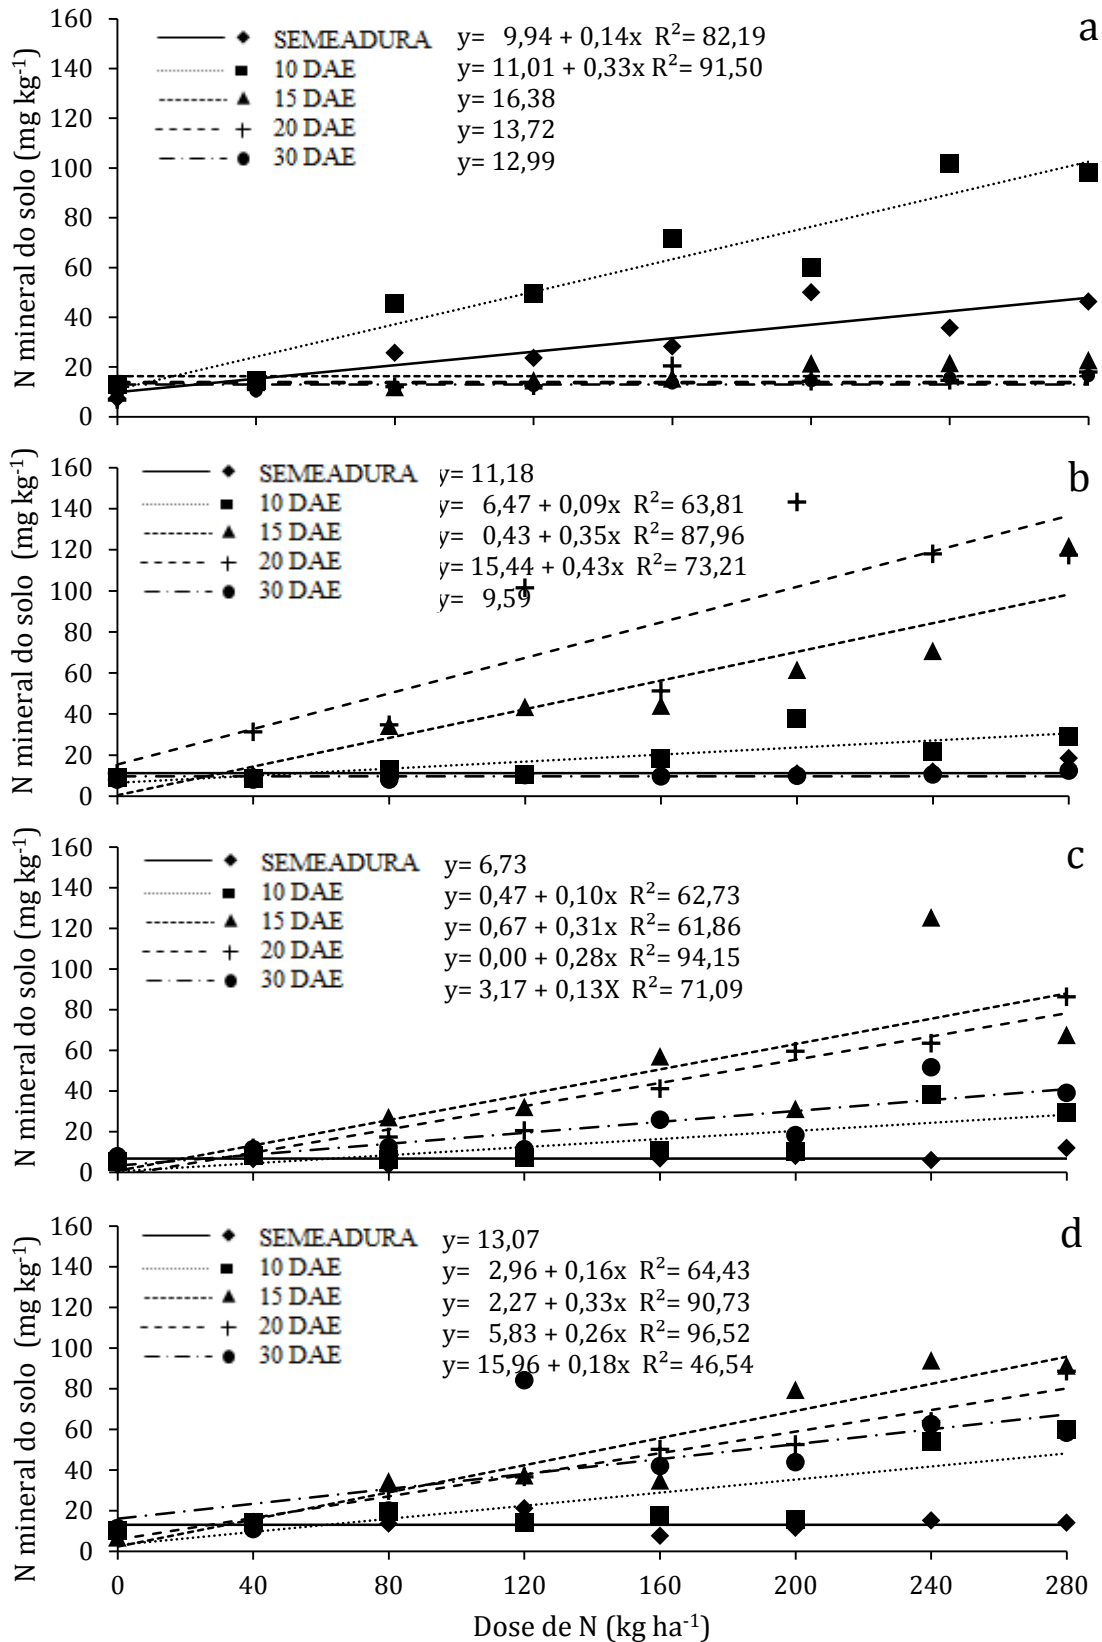 a
N mineral do solo (mg kg⁻¹)
160
140
120
100
80
60
40
20
0
SEMEADURA y= 9,94 + 0,14x R²= 82,19
10 DAE y= 11,01 + 0,33x R²= 91,50
15 DAE y= 16,38
20 DAE y= 13,72
30 DAE y= 12,99
b
N mineral do solo (mg kg⁻¹)
160
140
120
100
80
60
40
20
0
SEMEADURA y= 11,18
10 DAE y= 6,47 + 0,09x R²= 63,81
15 DAE y= 0,43 + 0,35x R²= 87,96
20 DAE y= 15,44 + 0,43x R²= 73,21
30 DAE y= 9,59
c
N mineral do solo (mg kg⁻¹)
160
140
120
100
80
60
40
20
0
SEMEADURA y= 6,73
10 DAE y= 0,47 + 0,10x R²= 62,73
15 DAE y= 0,67 + 0,31x R²= 61,86
20 DAE y= 0,00 + 0,28x R²= 94,15
30 DAE y= 3,17 + 0,13X R²= 71,09
d
N mineral do solo (mg kg⁻¹)
160
140
120
100
80
60
40
20
0
SEMEADURA y= 13,07
10 DAE y= 2,96 + 0,16x R²= 64,43
15 DAE y= 2,27 + 0,33x R²= 90,73
20 DAE y= 5,83 + 0,26x R²= 96,52
30 DAE y= 15,96 + 0,18x R²= 46,54
0 40 80 120 160 200 240 280
Dose de N (kg ha⁻¹)